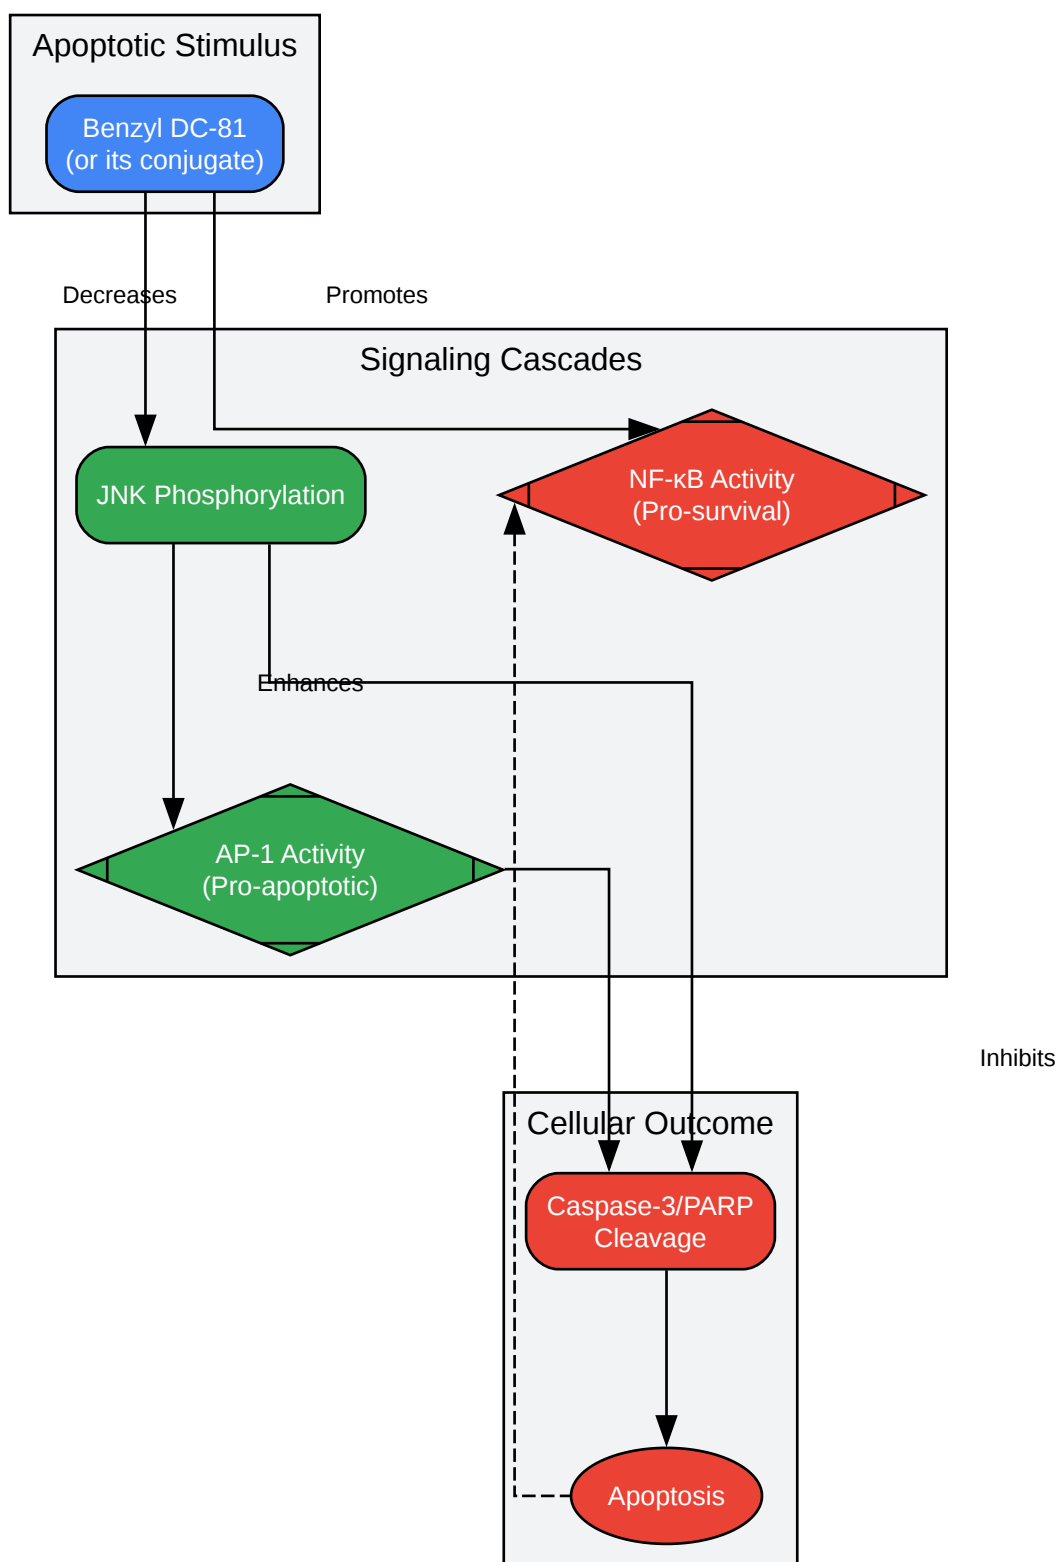 Apoptotic Stimulus
Benzyl DC-81
(or its conjugate)
Decreases
Promotes
Signaling Cascades
JNK Phosphorylation
NF-κB Activity
(Pro-survival)
Enhances
AP-1 Activity
(Pro-apoptotic)
Inhibits
Cellular Outcome
Caspase-3/PARP
Cleavage
Apoptosis